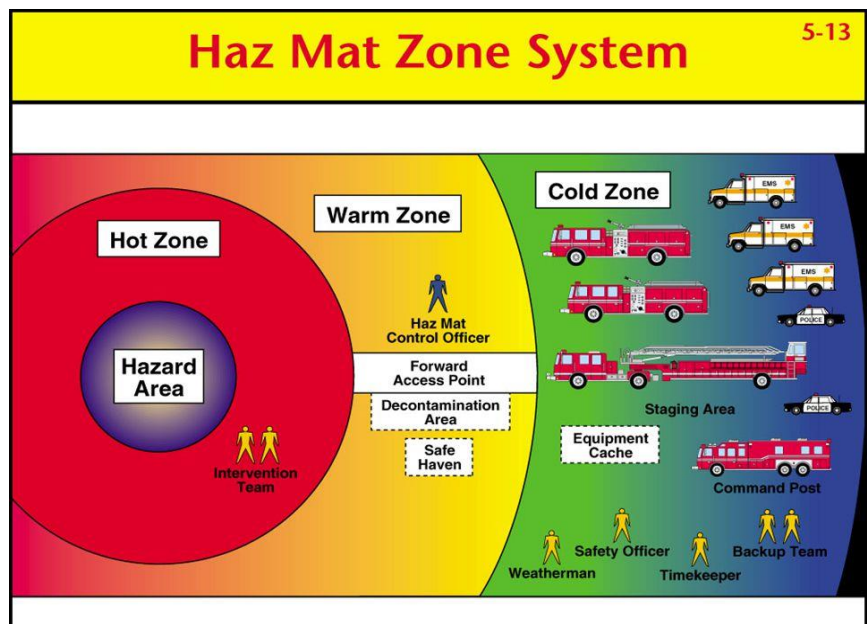 Haz Mat Zone System
5-13
Hot Zone
Warm Zone
Cold Zone
EMS
EMS
EMS
POLICE
POLICE
Haz Mat
Control Officer
Hazard
Area
Forward
Access Point
Decontamination
Area
Safe
Haven
Intervention
Team
Staging Area
Equipment
Cache
Command Post
Weatherman
Safety Officer
Timekeeper
Backup Team